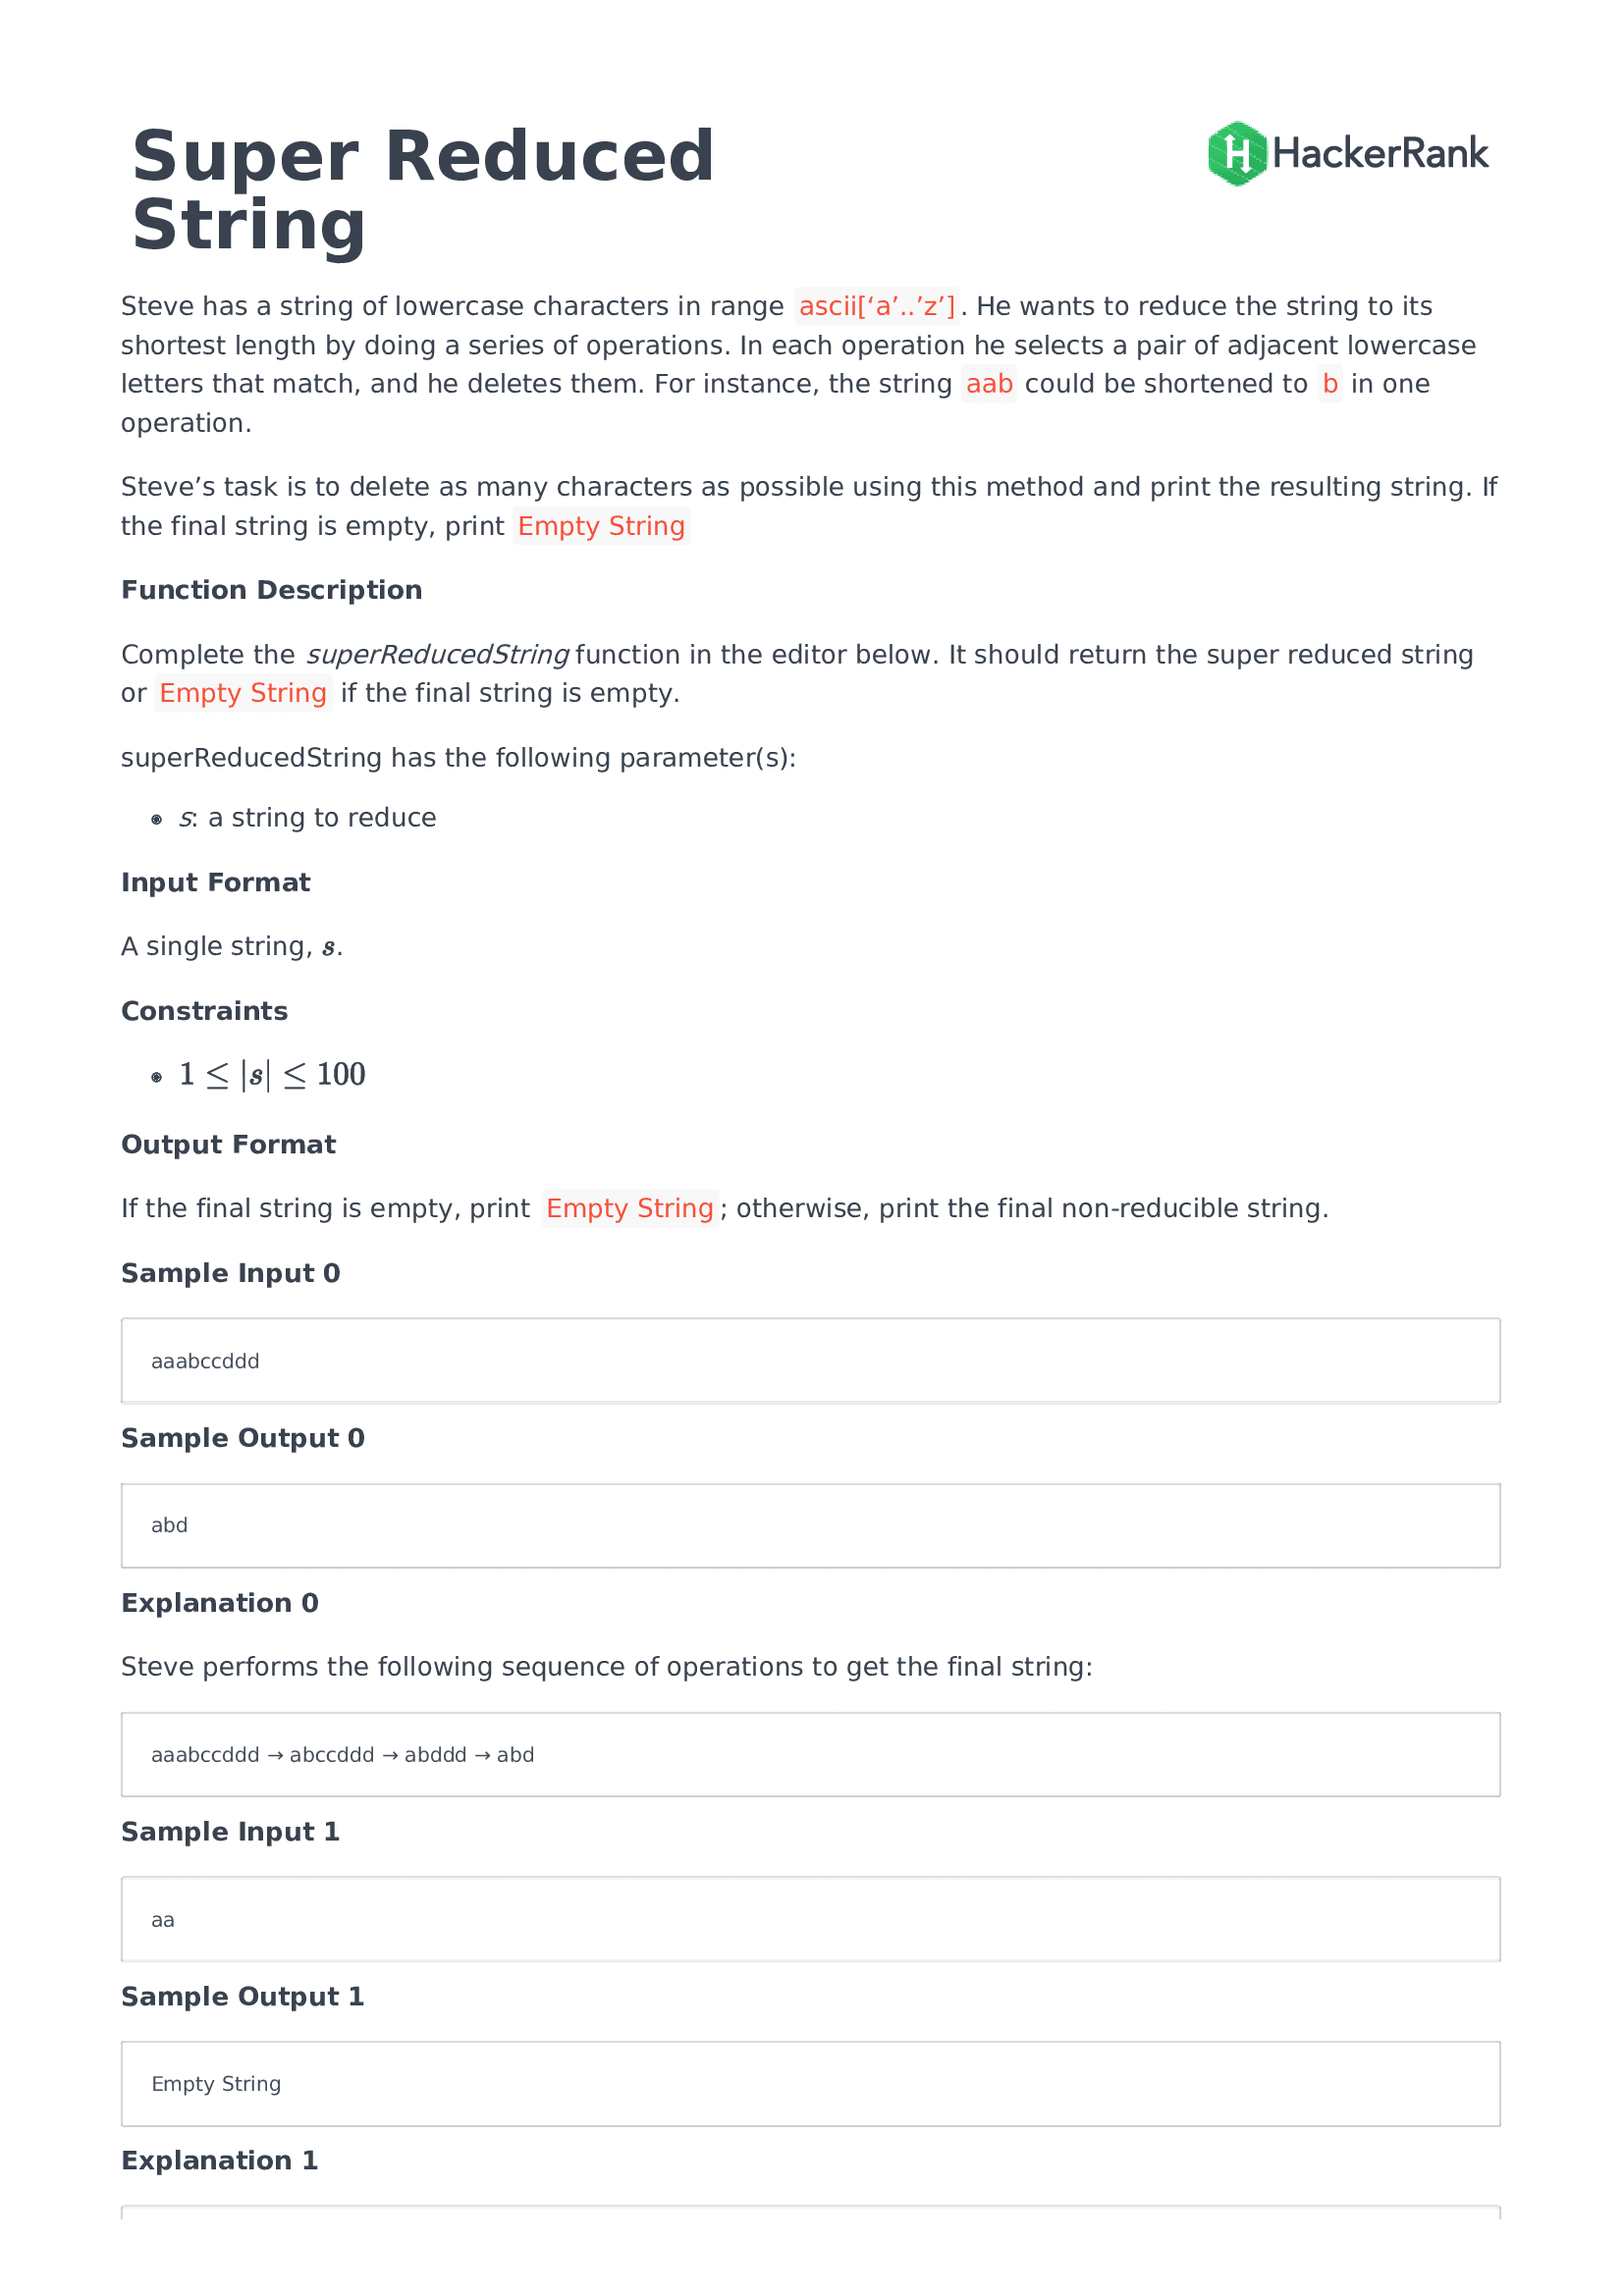 Super Reduced
String
HackerRank
Steve has a string of lowercase characters in range ascii[‘a’..’z’]. He wants to reduce the string to its
shortest length by doing a series of operations. In each operation he selects a pair of adjacent lowercase
letters that match, and he deletes them. For instance, the string aab could be shortened to b in one
operation.
Steve’s task is to delete as many characters as possible using this method and print the resulting string. If
the final string is empty, print Empty String
Function Description
Complete the superReducedString function in the editor below. It should return the super reduced string
or Empty String if the final string is empty.
superReducedString has the following parameter(s):
s: a string to reduce
Input Format
A single string, s.
Constraints
1 ≤ |s| ≤ 100
Output Format
If the final string is empty, print Empty String; otherwise, print the final non-reducible string.
Sample Input 0
aaabccddd
Sample Output 0
abd
Explanation 0
Steve performs the following sequence of operations to get the final string:
aaabccddd → abccddd → abddd → abd
Sample Input 1
aa
Sample Output 1
Empty String
Explanation 1